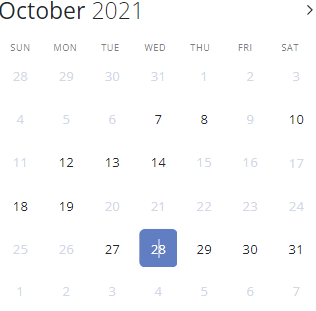 October 2021
SUN MON TUE WED THU FRI SAT
28 29 30 31 1 2 3
4 5 6 7 8 9 10
11 12 13 14 15 16 17
18 19 20 21 22 23 24
25 26 27 28 29 30 31
1 2 3 4 5 6 7